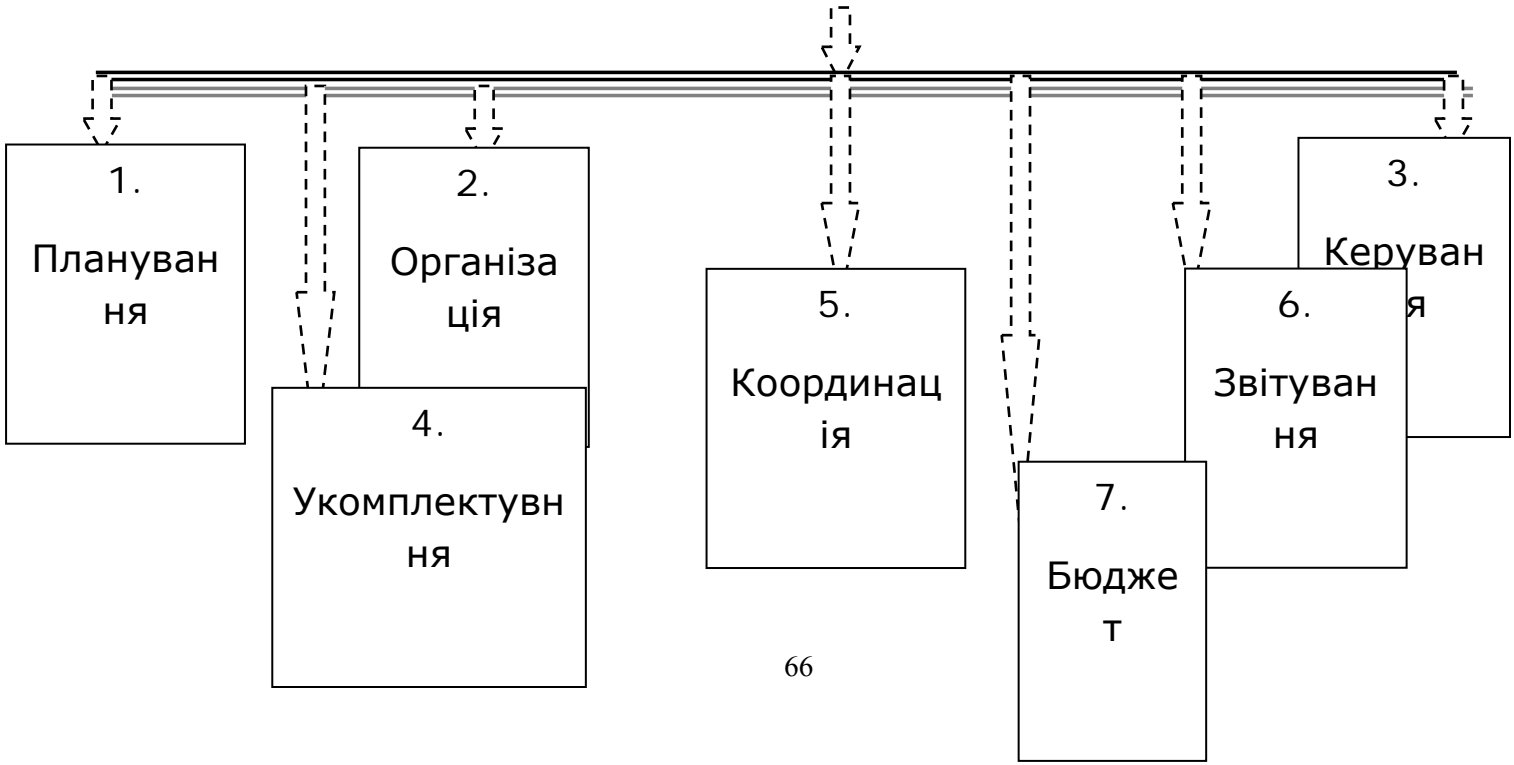 1.
Плануван
ня
2.
Організа
ція
3.
Керуван
я
4.
Укомплектувн
ня
5.
Координац
ія
6.
Звітуван
ня
7.
Бюдже
т
66